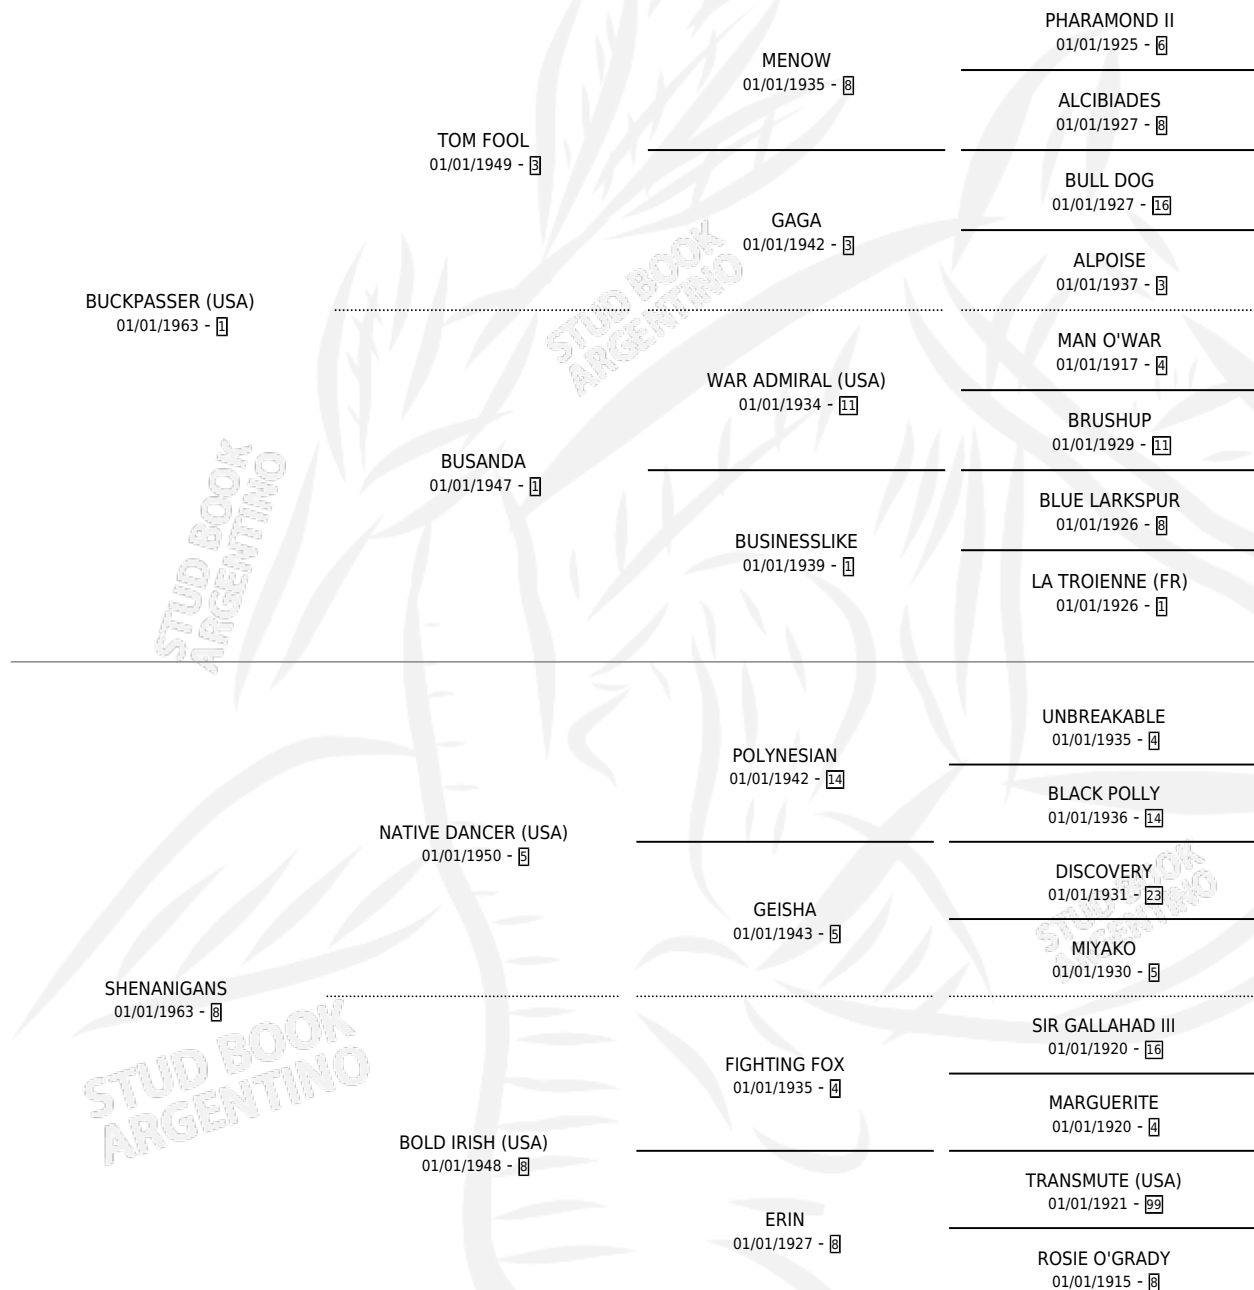 PHARAMOND II
01/01/1925 - 6
MENOW
01/01/1935 - 8
ALCIBIADES
01/01/1927 - 8
TOM FOOL
01/01/1949 - 3
BULL DOG
01/01/1927 - 16
GAGA
01/01/1942 - 3
ALPOISE
01/01/1937 - 3
BUCKPASSER (USA)
01/01/1963 - 1
MAN O'WAR
01/01/1917 - 4
WAR ADMIRAL (USA)
01/01/1934 - 11
BRUSHUP
01/01/1929 - 11
BUSANDA
01/01/1947 - 1
BLUE LARKSPUR
01/01/1926 - 8
BUSINESSLIKE
01/01/1939 - 1
LA TROIENNE (FR)
01/01/1926 - 1
UNBREAKABLE
01/01/1935 - 4
POLYNESIAN
01/01/1942 - 14
BLACK POLLY
01/01/1936 - 14
NATIVE DANCER (USA)
01/01/1950 - 5
DISCOVERY
01/01/1931 - 23
GEISHA
01/01/1943 - 5
MIYAKO
01/01/1930 - 5
SHENANIGANS
01/01/1963 - 8
SIR GALLAHAD III
01/01/1920 - 16
FIGHTING FOX
01/01/1935 - 4
MARGUERITE
01/01/1920 - 4
BOLD IRISH (USA)
01/01/1948 - 8
TRANSMUTE (USA)
01/01/1921 - 99
ERIN
01/01/1927 - 8
ROSIE O'GRADY
01/01/1915 - 8
STUD BOOK
ARGENTINO
STUD BOOK
ARGENTINO
STUD BOOK
ARGENTINO
STUD BOOK
ARGENTINO